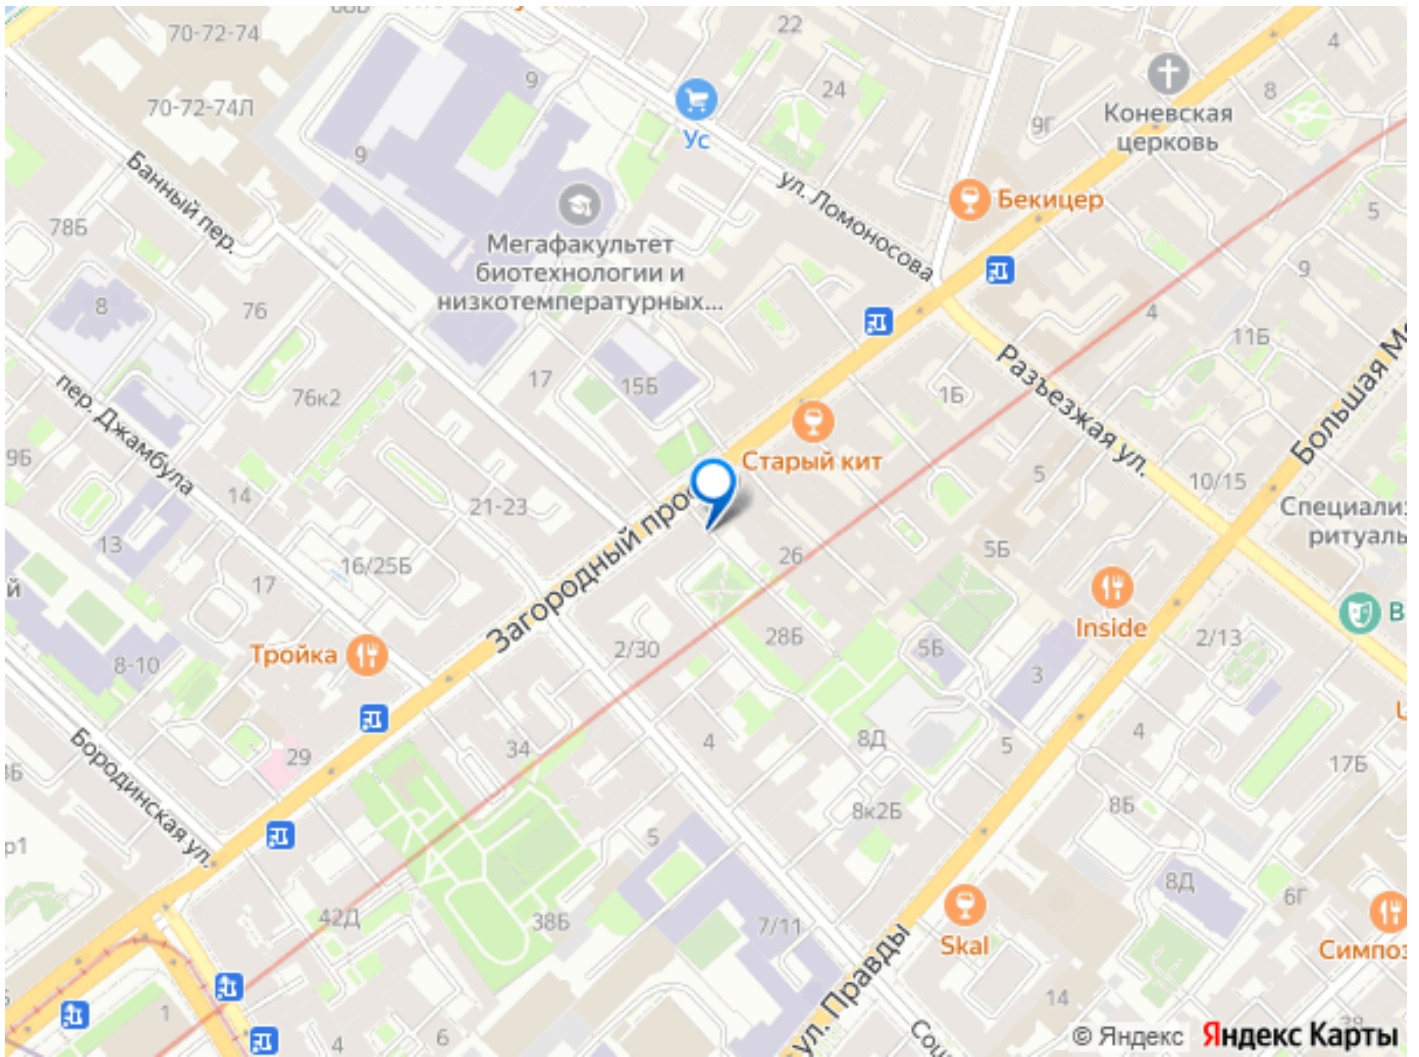 70-72-74
22
4
9
70-72-74Л
24
8
Ус
9Г
Коневская
церковь
9
Банный пер.
ул. Ломоносова
Бекицер
5
78Б
Мегафакультет
биотехнологии и
низкотемпературных...
9
8
76
4
11Б
17
15Б
Разъезжая ул.
76к2
1Б
Большая
пер. Джамбула
Старый кит
9Б
14
21-23
5
10/15
Загородный
13
16/25Б
26
5Б
17
й
Inside
Тройка
2/30
28Б
5Б
2/13
8-10
3
34
4
8Д
5
4
29
17Б
Бородинская ул.
8к2Б
8Б
5
8Д
6Г
42Д
38Б
7/11
Skal
ул. Правды
14
1
4
6
© Яндекс
Яндекс Карты